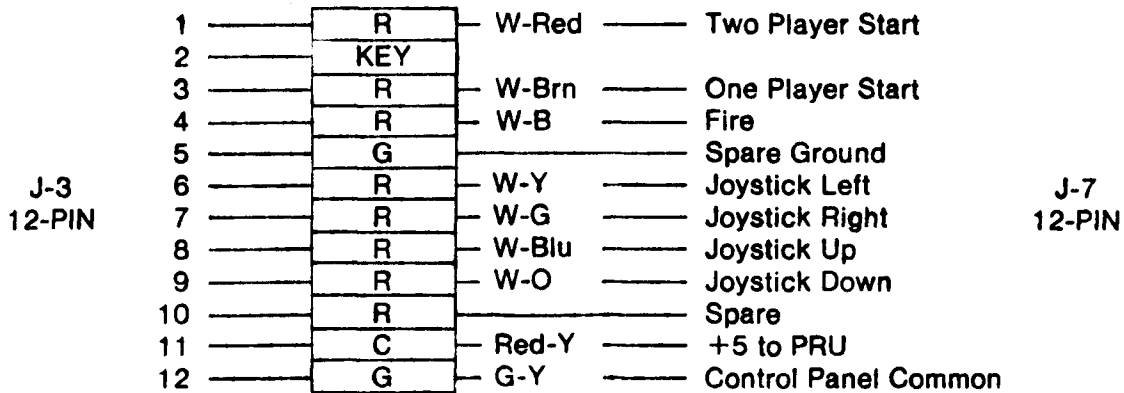 1 R W-Red Two Player Start
2 KEY
3 R W-Brn One Player Start
4 R W-B Fire
5 G Spare Ground
J-3 6 R W-Y Joystick Left J-7
12-PIN 7 R W-G Joystick Right 12-PIN
8 R W-Blu Joystick Up
9 R W-O Joystick Down
10 R Spare
11 C Red-Y +5 to PRU
12 G G-Y Control Panel Common